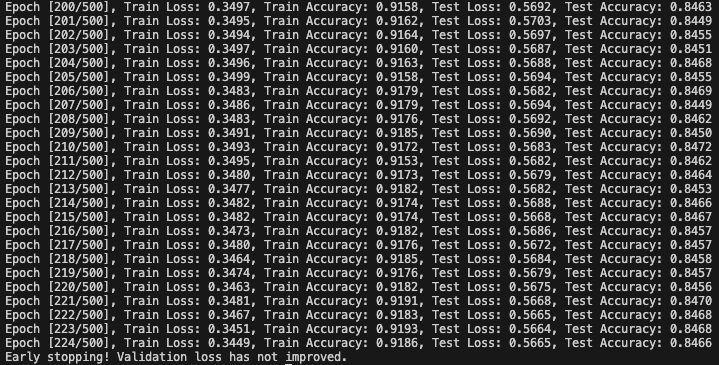 Epoch [200/500], Train Loss: 0.3497, Train Accuracy: 0.9158, Test Loss: 0.5692, Test Accuracy: 0.8463
Epoch [201/500], Train Loss: 0.3495, Train Accuracy: 0.9162, Test Loss: 0.5703, Test Accuracy: 0.8449
Epoch [202/500], Train Loss: 0.3494, Train Accuracy: 0.9164, Test Loss: 0.5697, Test Accuracy: 0.8455
Epoch [203/500], Train Loss: 0.3497, Train Accuracy: 0.9160, Test Loss: 0.5687, Test Accuracy: 0.8451
Epoch [204/500], Train Loss: 0.3496, Train Accuracy: 0.9163, Test Loss: 0.5688, Test Accuracy: 0.8468
Epoch [205/500], Train Loss: 0.3499, Train Accuracy: 0.9158, Test Loss: 0.5694, Test Accuracy: 0.8455
Epoch [206/500], Train Loss: 0.3483, Train Accuracy: 0.9179, Test Loss: 0.5682, Test Accuracy: 0.8469
Epoch [207/500], Train Loss: 0.3486, Train Accuracy: 0.9179, Test Loss: 0.5694, Test Accuracy: 0.8449
Epoch [208/500], Train Loss: 0.3483, Train Accuracy: 0.9176, Test Loss: 0.5692, Test Accuracy: 0.8462
Epoch [209/500], Train Loss: 0.3491, Train Accuracy: 0.9185, Test Loss: 0.5690, Test Accuracy: 0.8450
Epoch [210/500], Train Loss: 0.3493, Train Accuracy: 0.9172, Test Loss: 0.5683, Test Accuracy: 0.8472
Epoch [211/500], Train Loss: 0.3495, Train Accuracy: 0.9153, Test Loss: 0.5682, Test Accuracy: 0.8462
Epoch [212/500], Train Loss: 0.3480, Train Accuracy: 0.9173, Test Loss: 0.5679, Test Accuracy: 0.8464
Epoch [213/500], Train Loss: 0.3477, Train Accuracy: 0.9182, Test Loss: 0.5682, Test Accuracy: 0.8453
Epoch [214/500], Train Loss: 0.3482, Train Accuracy: 0.9174, Test Loss: 0.5688, Test Accuracy: 0.8466
Epoch [215/500], Train Loss: 0.3482, Train Accuracy: 0.9174, Test Loss: 0.5668, Test Accuracy: 0.8467
Epoch [216/500], Train Loss: 0.3473, Train Accuracy: 0.9182, Test Loss: 0.5686, Test Accuracy: 0.8457
Epoch [217/500], Train Loss: 0.3480, Train Accuracy: 0.9176, Test Loss: 0.5672, Test Accuracy: 0.8457
Epoch [218/500], Train Loss: 0.3464, Train Accuracy: 0.9185, Test Loss: 0.5684, Test Accuracy: 0.8458
Epoch [219/500], Train Loss: 0.3474, Train Accuracy: 0.9176, Test Loss: 0.5679, Test Accuracy: 0.8457
Epoch [220/500], Train Loss: 0.3463, Train Accuracy: 0.9182, Test Loss: 0.5675, Test Accuracy: 0.8456
Epoch [221/500], Train Loss: 0.3481, Train Accuracy: 0.9191, Test Loss: 0.5668, Test Accuracy: 0.8470
Epoch [222/500], Train Loss: 0.3467, Train Accuracy: 0.9183, Test Loss: 0.5665, Test Accuracy: 0.8468
Epoch [223/500], Train Loss: 0.3451, Train Accuracy: 0.9193, Test Loss: 0.5664, Test Accuracy: 0.8468
Epoch [224/500], Train Loss: 0.3449, Train Accuracy: 0.9186, Test Loss: 0.5665, Test Accuracy: 0.8466
Early stopping! Validation loss has not improved.